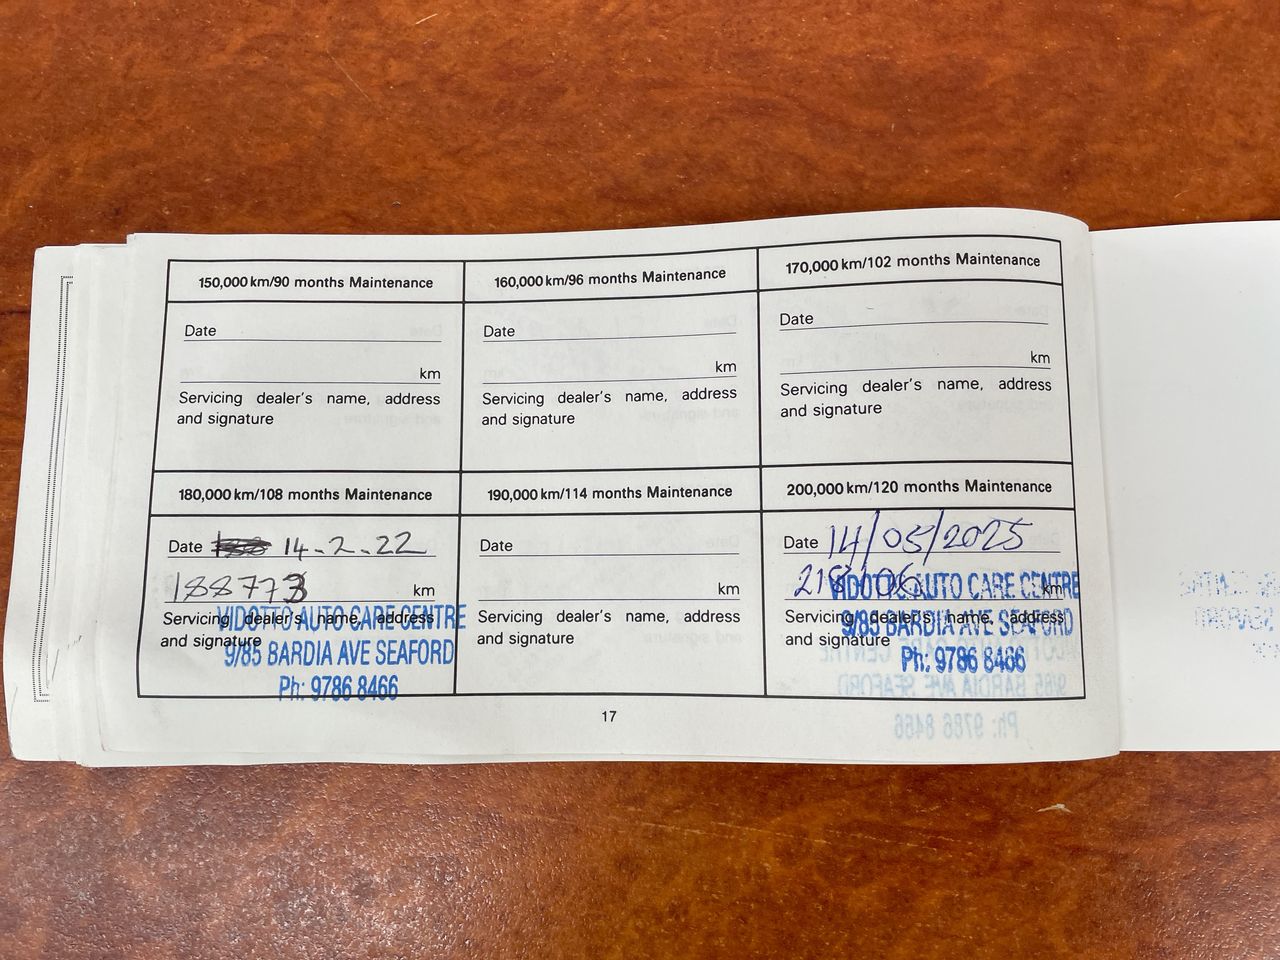 150,000 km/90 months Maintenance
Date
km
Servicing dealer's name, address
and signature
160,000 km/96 months Maintenance
Date
km
Servicing dealer's name, address
and signature
170,000 km/102 months Maintenance
Date
km
Servicing dealer's name, address
and signature
180,000 km/108 months Maintenance
Date 14-2-22
188773 km
Servicing dealer's name, address
and signature
VIDOTTO AUTO CARE CENTRE
9/85 BARDIA AVE SEAFORD
Ph: 9786 8466
190,000 km/114 months Maintenance
Date
km
Servicing dealer's name, address
and signature
200,000 km/120 months Maintenance
Date 14/05/2025
km
Servicing dealer's name, address
and signature
VIDOTTO AUTO CARE CENTRE
9/85 BARDIA AVE SEAFORD
Ph: 9786 8466
17